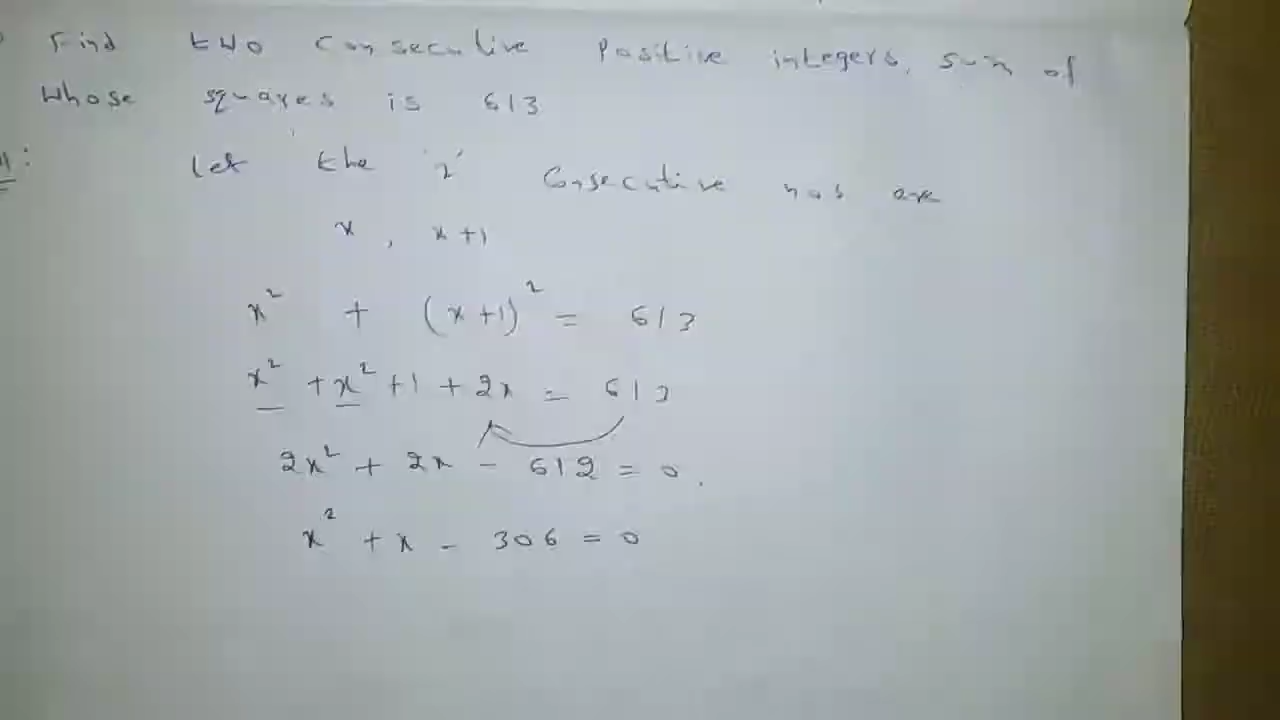 Find two consecutive Positive integers, sum of
whose squares is 613
Let the '2' Consecutive nos are
x , x+1
x² + (x+1)² = 613
x² + x² + 1 + 2x = 613
2x² + 2x - 612 = 0.
x² + x - 306 = 0